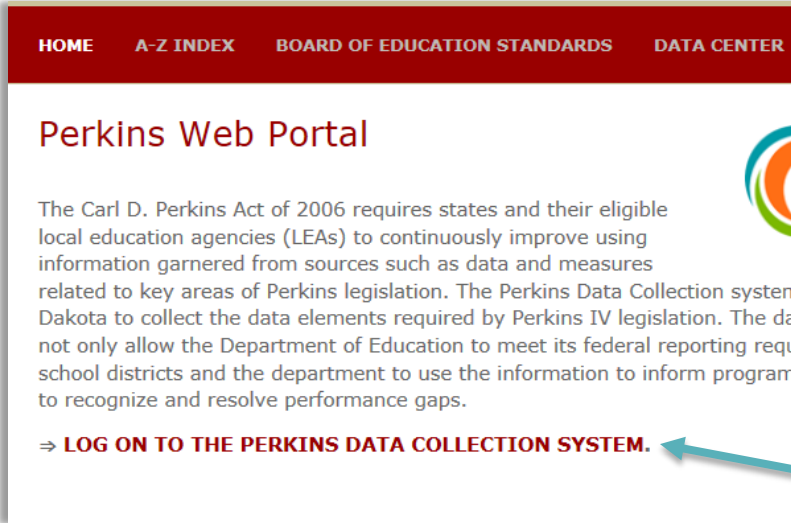 HOME A-Z INDEX BOARD OF EDUCATION STANDARDS DATA CENTER
Perkins Web Portal
The Carl D. Perkins Act of 2006 requires states and their eligible
local education agencies (LEAs) to continuously improve using
information garnered from sources such as data and measures
related to key areas of Perkins legislation. The Perkins Data Collection system
Dakota to collect the data elements required by Perkins IV legislation. The
not only allow the Department of Education to meet its federal reporting
school districts and the department to use the information to inform program
to recognize and resolve performance gaps.
⇒ LOG ON TO THE PERKINS DATA COLLECTION SYSTEM.